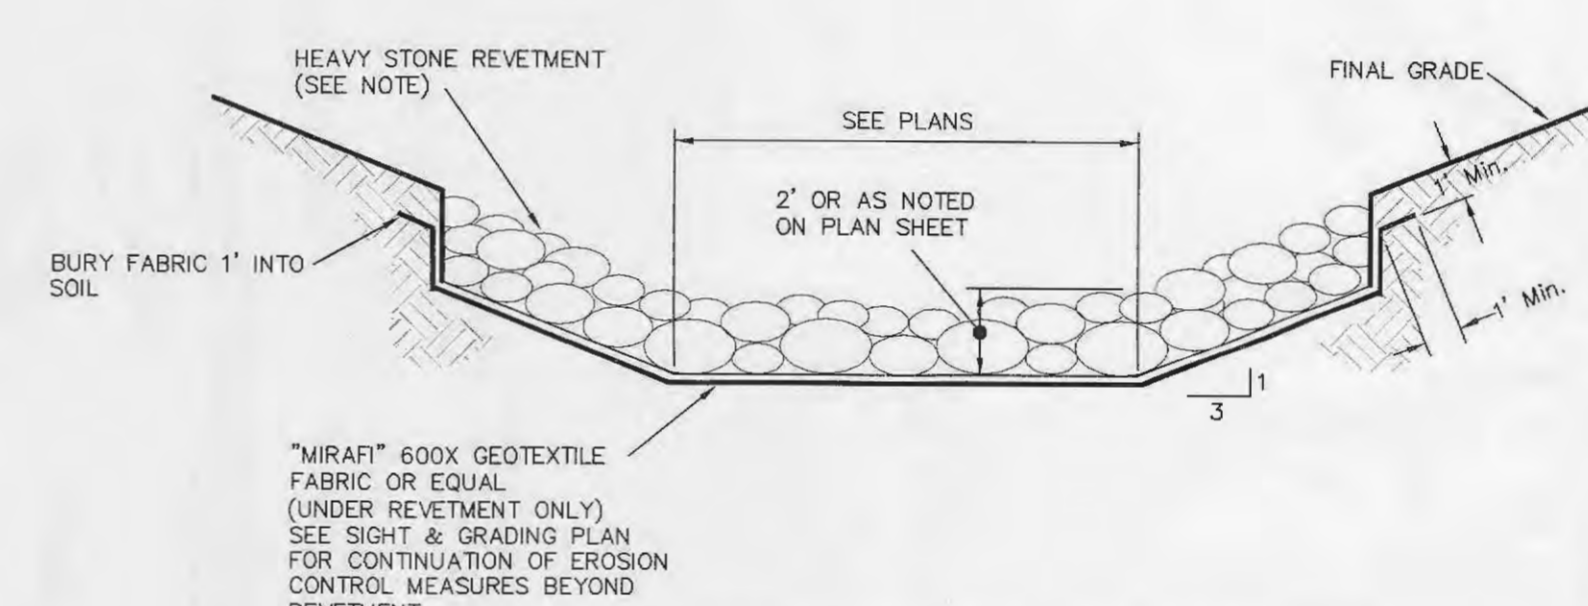 HEAVY STONE REVETMENT
(SEE NOTE)
FINAL GRADE
SEE PLANS
2' OR AS NOTED
ON PLAN SHEET
1' Min.
BURY FABRIC 1' INTO
SOIL
1' Min.
1
3
"MIRAFI" 600X GEOTEXTILE
FABRIC OR EQUAL
(UNDER REVETMENT ONLY)
SEE SIGHT & GRADING PLAN
FOR CONTINUATION OF EROSION
CONTROL MEASURES BEYOND